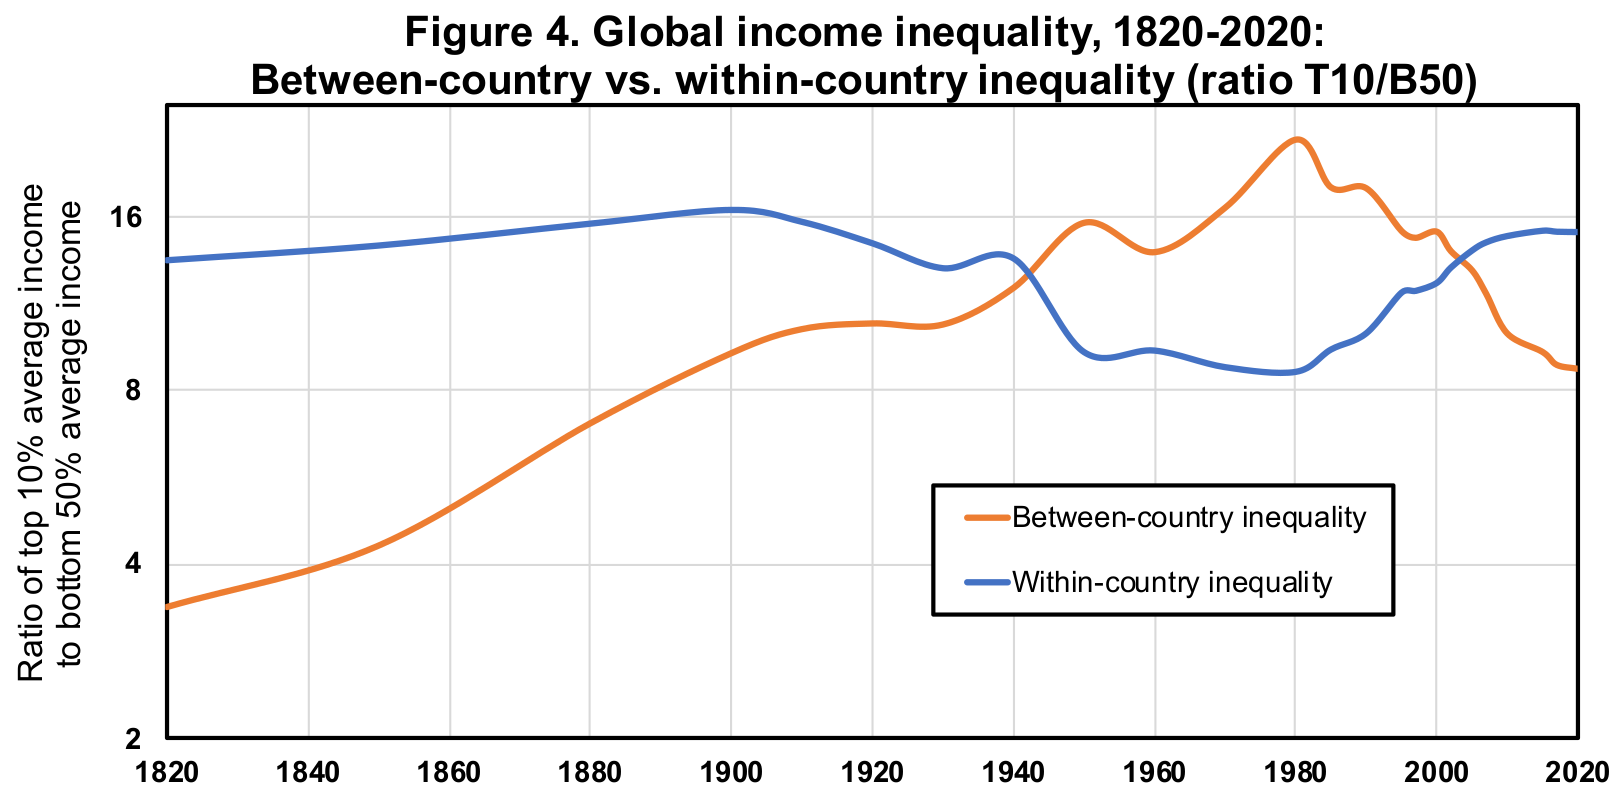 Figure 4. Global income inequality, 1820-2020:
Between-country vs. within-country inequality (ratio T10/B50)
Ratio of top 10% average income
to bottom 50% average income
16
8
4
2
Between-country inequality
Within-country inequality
1820 1840 1860 1880 1900 1920 1940 1960 1980 2000 2020